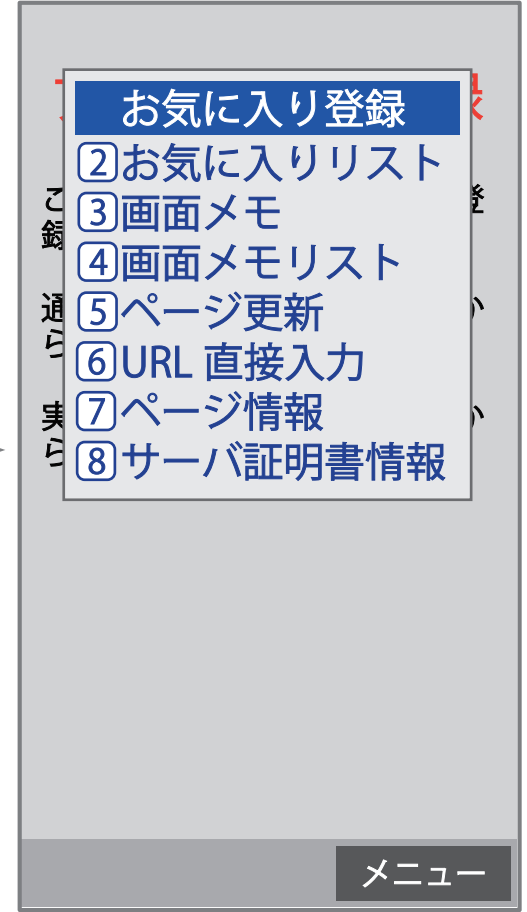 お気に入り登録
2お気に入りリスト
3画面メモ
4画面メモリスト
5ページ更新
6URL 直接入力
7ページ情報
8サーバ証明書情報
メニュー